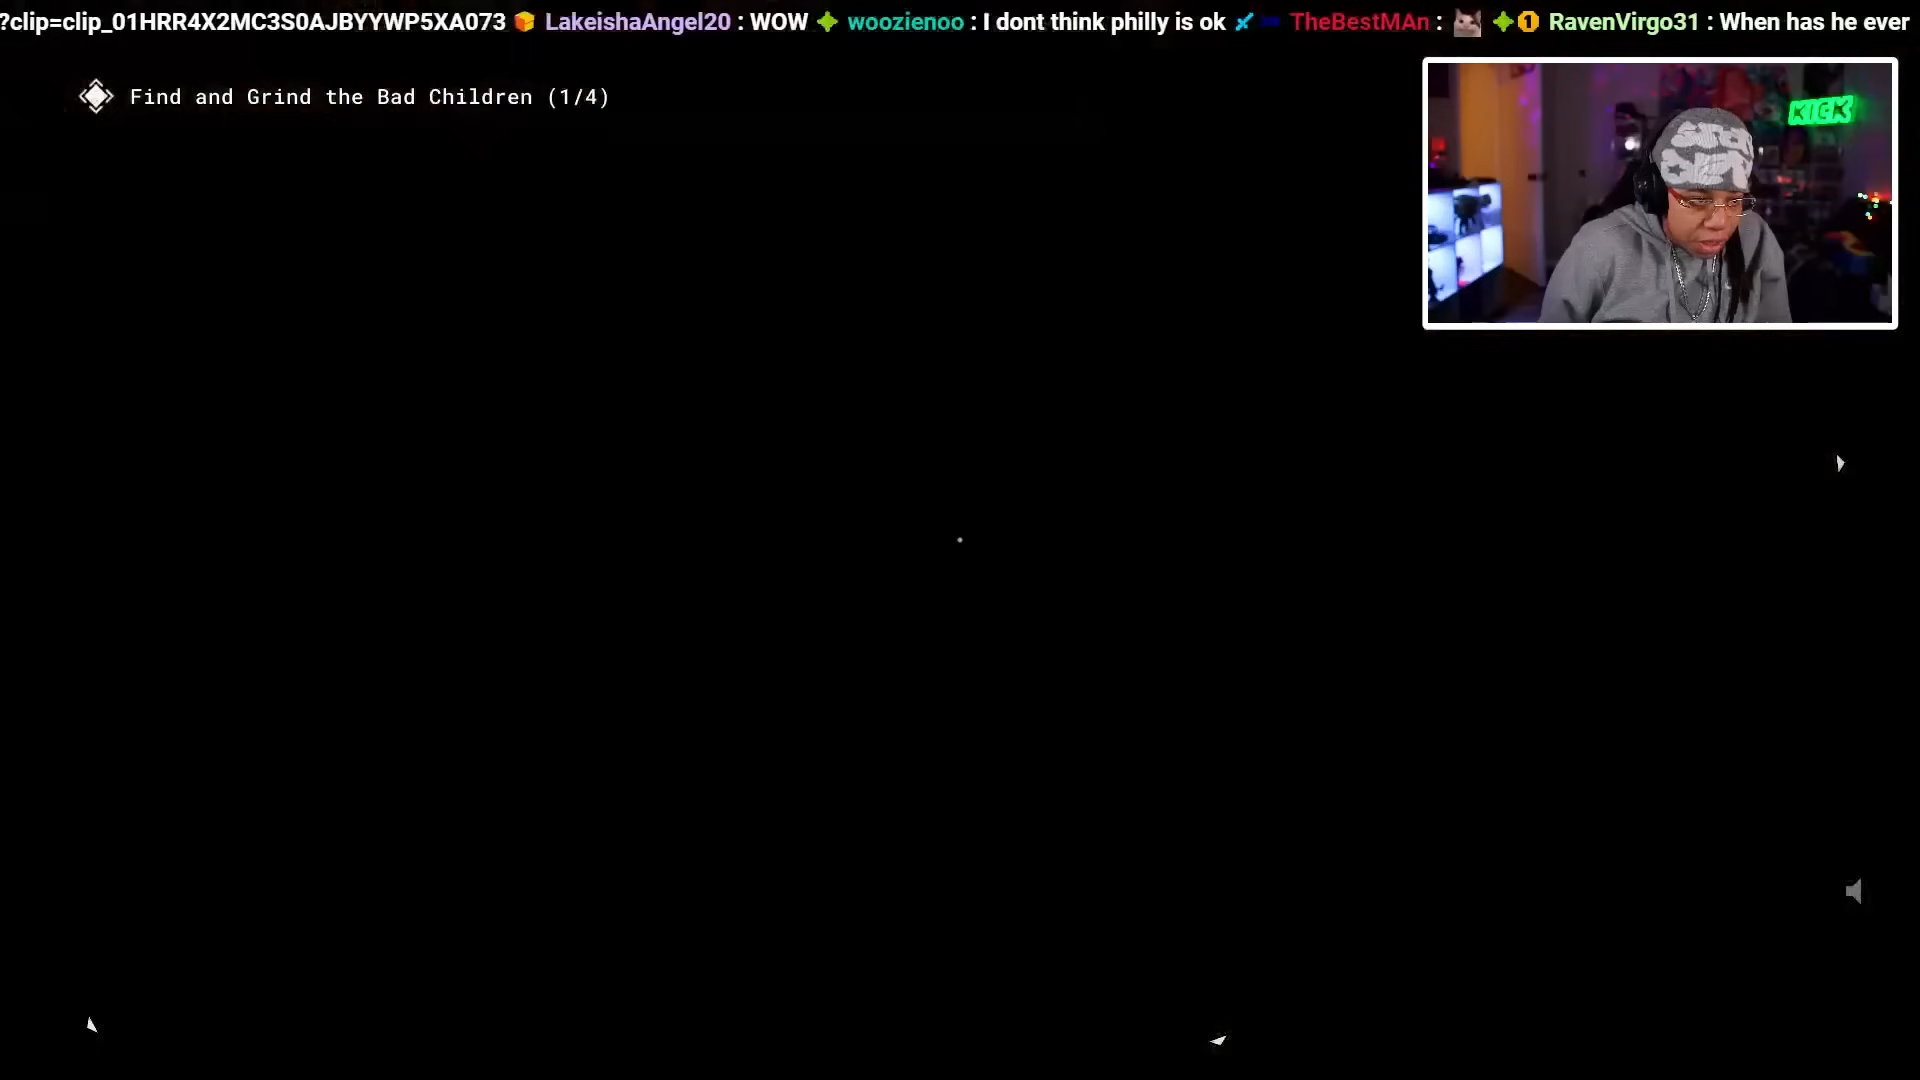 ?clip=clip_01HRR4X2MC3S0AJBYYWP5XA073 LakeishaAngel20 : WOW woozienoo : I dont think philly is ok TheBestMAn : 1 RavenVirgo31 : When has he ever
Find and Grind the Bad Children (1/4)
KICK